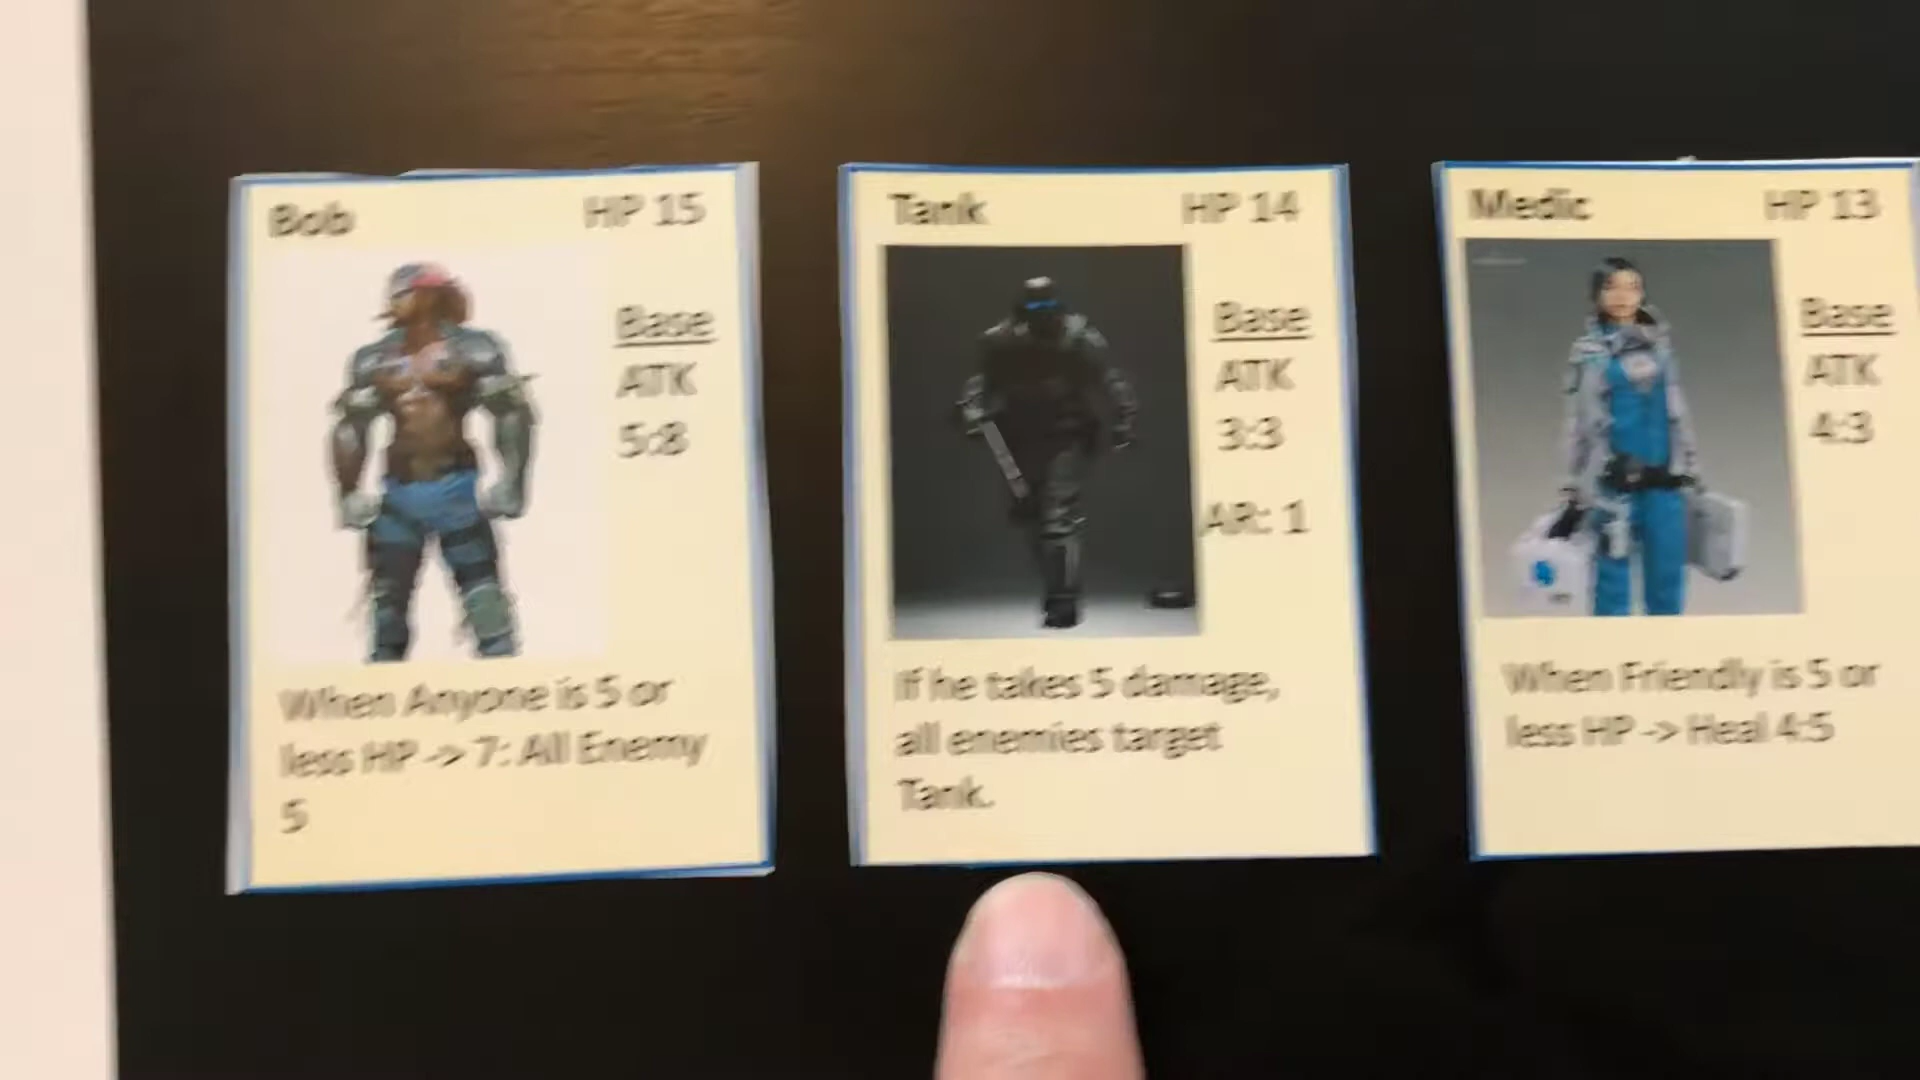 Bob HP 15
Base
ATK
5:8
When Anyone is 5 or
less HP -> 7: All Enemy
5
Tank HP 14
Base
ATK
3:3
AR: 1
If he takes 5 damage,
all enemies target
Tank.
Medic HP 13
Base
ATK
4:3
When Friendly is 5 or
less HP -> Heal 4:5